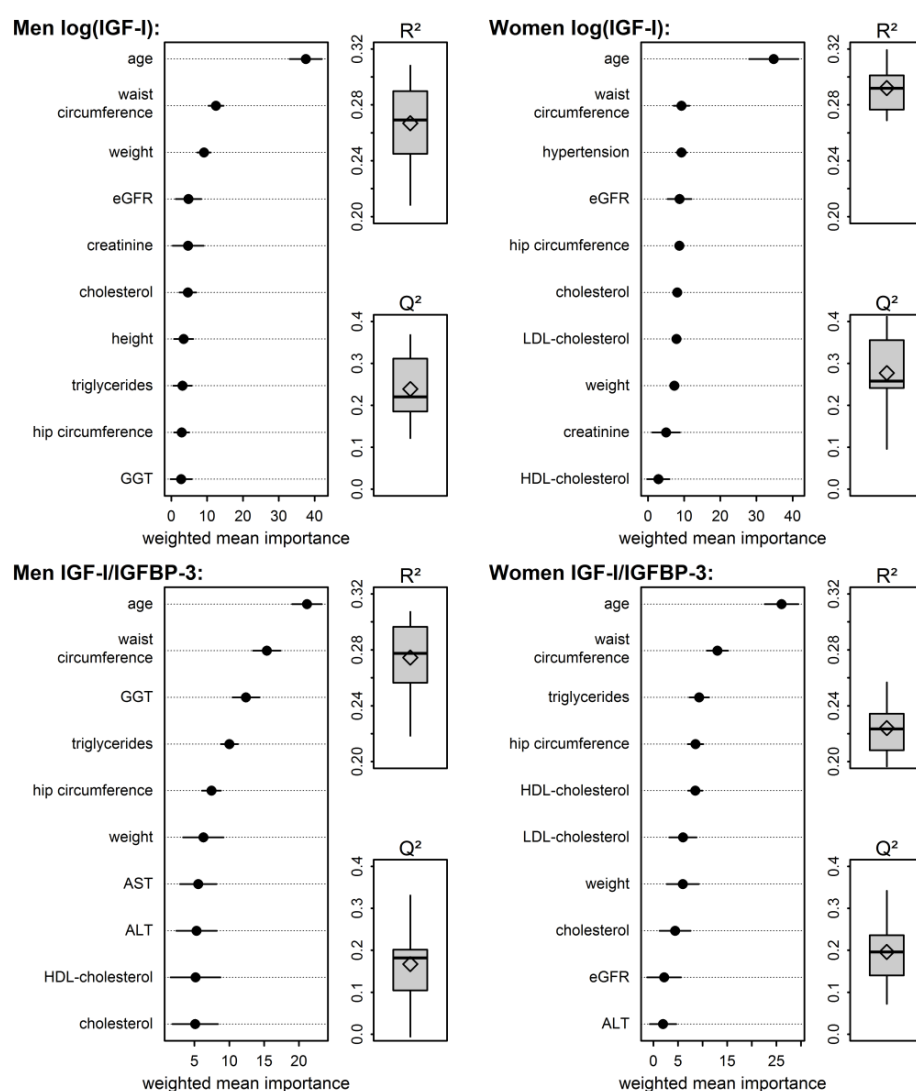 Men log(IGF-I):
age
waist
circumference
weight
eGFR
creatinine
cholesterol
height
triglycerides
hip circumference
GGT
0 10 20 30 40
weighted mean importance
R²
0.32
0.28
0.24
0.20
Q²
0.4
0.3
0.2
0.1
0.0
Women log(IGF-I):
age
waist
circumference
hypertension
eGFR
hip circumference
cholesterol
LDL-cholesterol
weight
creatinine
HDL-cholesterol
0 10 20 30 40
weighted mean importance
R²
0.32
0.28
0.24
0.20
Q²
0.4
0.3
0.2
0.1
0.0
Men IGF-I/IGFBP-3:
age
waist
circumference
GGT
triglycerides
hip circumference
weight
AST
ALT
HDL-cholesterol
cholesterol
5 10 15 20
weighted mean importance
R²
0.32
0.28
0.24
0.20
Q²
0.4
0.3
0.2
0.1
0.0
Women IGF-I/IGFBP-3:
age
waist
circumference
triglycerides
hip circumference
HDL-cholesterol
LDL-cholesterol
weight
cholesterol
eGFR
ALT
0 5 15 25
weighted mean importance
R²
0.32
0.28
0.24
0.20
Q²
0.4
0.3
0.2
0.1
0.0